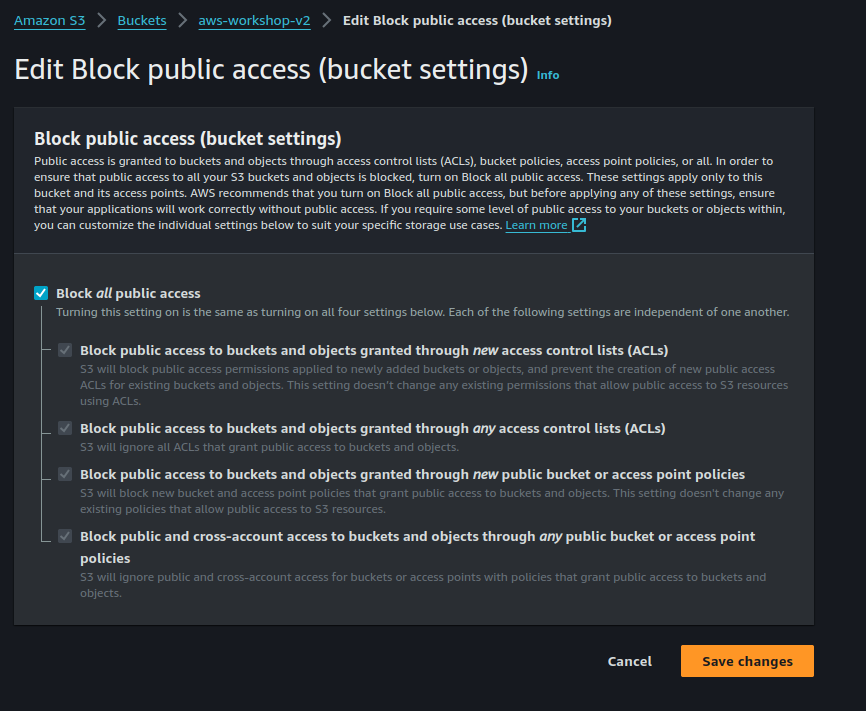 Amazon S3 > Buckets > aws-workshop-v2 > Edit Block public access (bucket settings)
Edit Block public access (bucket settings) Info
Block public access (bucket settings)
Public access is granted to buckets and objects through access control lists (ACLs), bucket policies, access point policies, or all. In order to
ensure that public access to all your S3 buckets and objects is blocked, turn on Block all public access. These settings apply only to this
bucket and its access points. AWS recommends that you turn on Block all public access, but before applying any of these settings, ensure
that your applications will work correctly without public access. If you require some level of public access to your buckets or objects within,
you can customize the individual settings below to suit your specific storage use cases. Learn more
Block all public access
Turning this setting on is the same as turning on all four settings below. Each of the following settings are independent of one another.
Block public access to buckets and objects granted through new access control lists (ACLs)
S3 will block public access permissions applied to newly added buckets or objects, and prevent the creation of new public access
ACLs for existing buckets and objects. This setting doesn't change any existing permissions that allow public access to S3 resources
using ACLs.
Block public access to buckets and objects granted through any access control lists (ACLs)
S3 will ignore all ACLs that grant public access to buckets and objects.
Block public access to buckets and objects granted through new public bucket or access point policies
S3 will block new bucket and access point policies that grant public access to buckets and objects. This setting doesn't change any
existing policies that allow public access to S3 resources.
Block public and cross-account access to buckets and objects through any public bucket or access point
policies
S3 will ignore public and cross-account access for buckets or access points with policies that grant public access to buckets and
objects.
Cancel Save changes